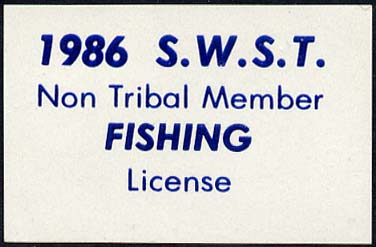 1986 S.W.S.T.
Non Tribal Member
FISHING
License